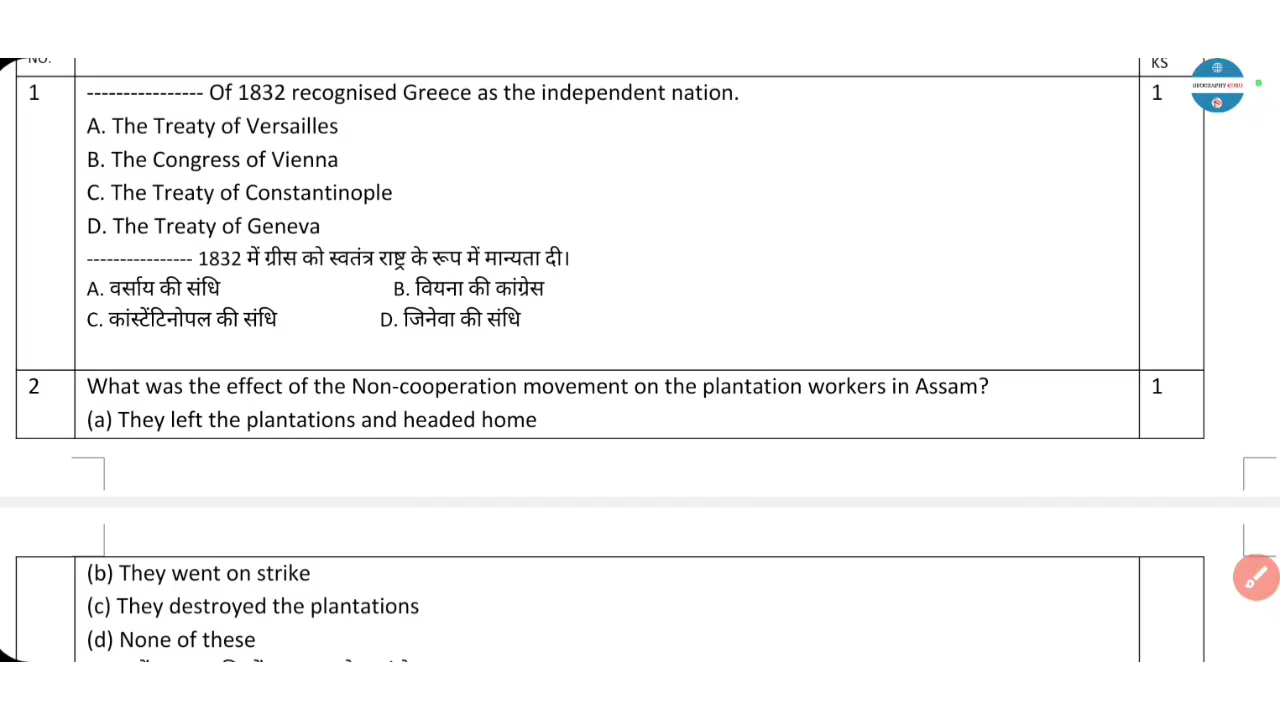 NO.
KS
1 ---------------- Of 1832 recognised Greece as the independent nation. 1
A. The Treaty of Versailles
B. The Congress of Vienna
C. The Treaty of Constantinople
D. The Treaty of Geneva
---------------- 1832 में ग्रीस को स्वतंत्र राष्ट्र के रूप में मान्यता दी।
A. वर्साय की संधि B. वियना की कांग्रेस
C. कांस्टेंटिनोपल की संधि D. जिनेवा की संधि
2 What was the effect of the Non-cooperation movement on the plantation workers in Assam? 1
(a) They left the plantations and headed home
(b) They went on strike
(c) They destroyed the plantations
(d) None of these